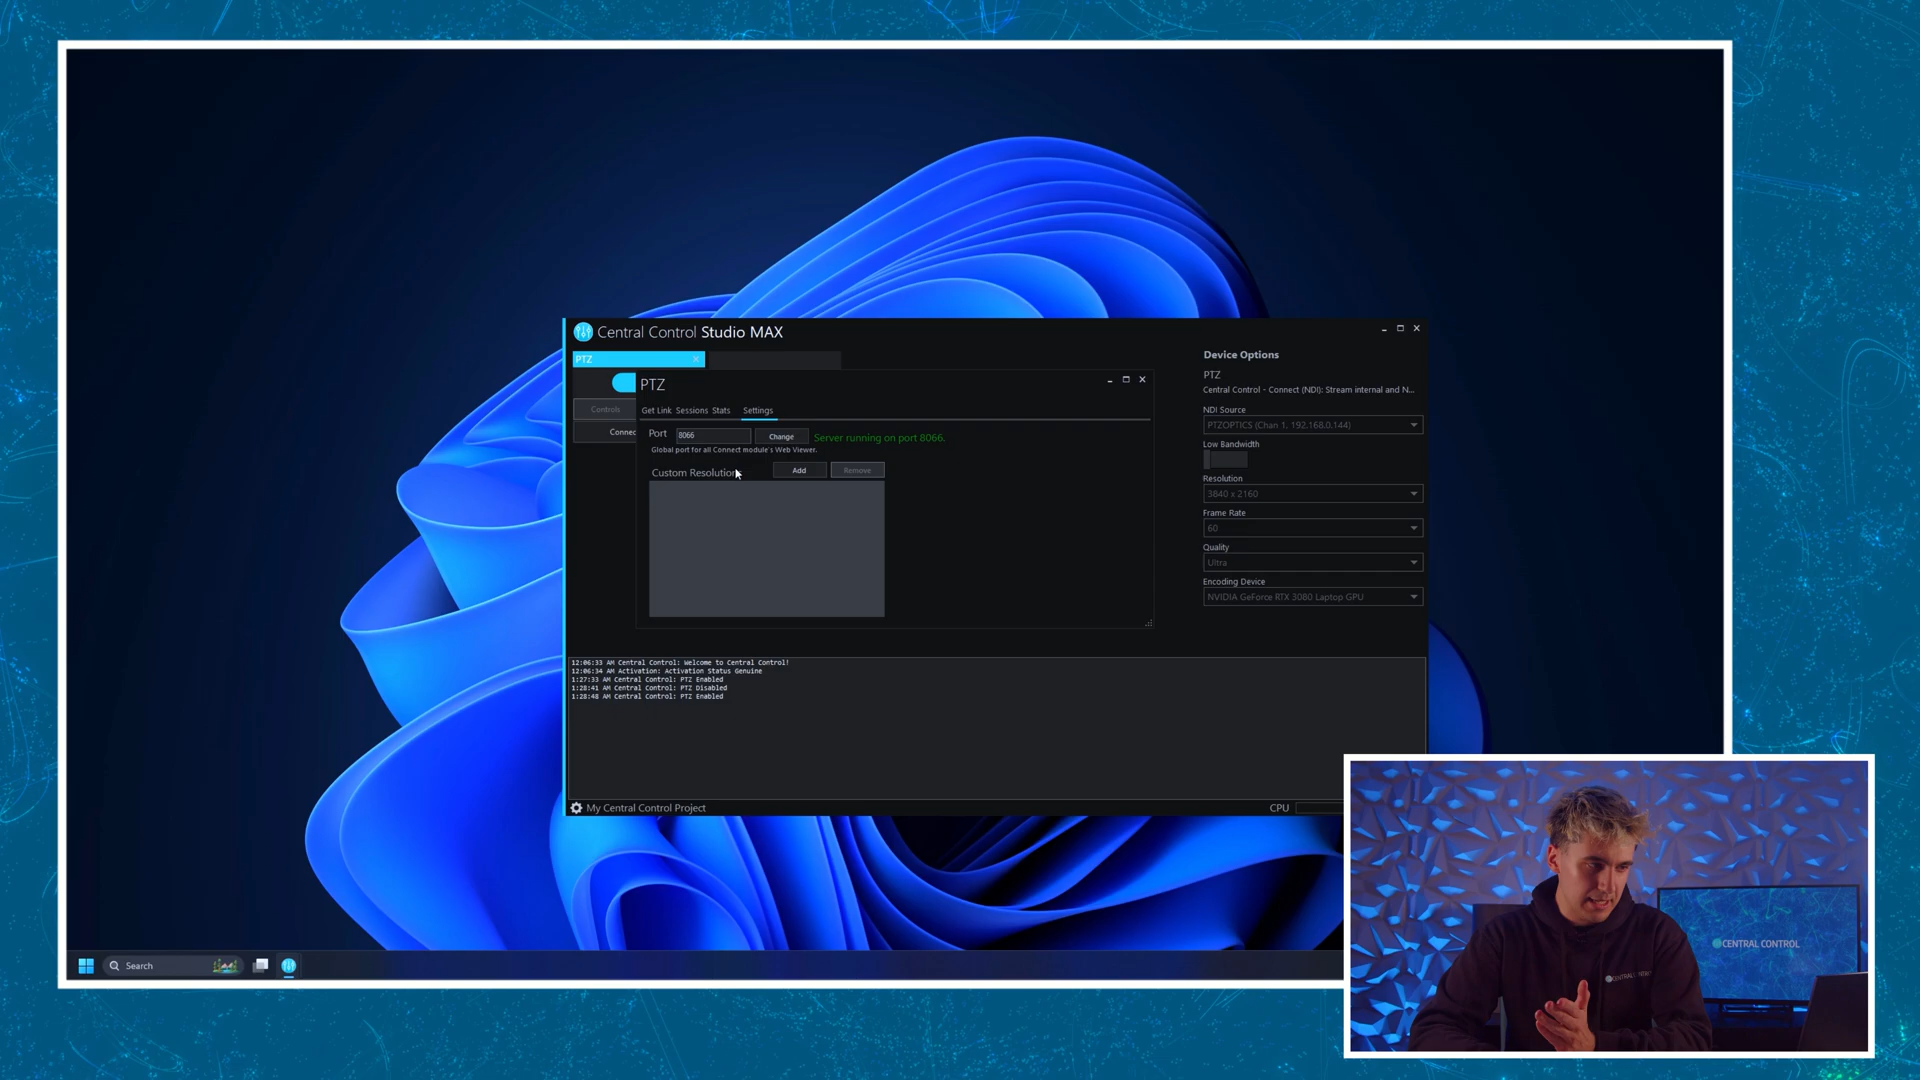 Central Control Studio MAX
PTZ
PTZ
Controls
Connec
Get Link Sessions Stats Settings
Port 8066 Change Server running on port 8066.
Global port for all Connect module's Web Viewer.
Custom Resolution Add Remove
Device Options
PTZ
Central Control - Connect (NDI): Stream internal and N...
NDI Source
PTZOPTICS (Chan 1, 192.168.0.144)
Low Bandwidth
Resolution
3840 x 2160
Frame Rate
60
Quality
Ultra
Encoding Device
NVIDIA GeForce RTX 3080 Laptop GPU
12:06:33 AM Central Control: Welcome to Central Control!
12:06:34 AM Activation: Activation Status Genuine
1:27:33 AM Central Control: PTZ Enabled
1:28:41 AM Central Control: PTZ Disabled
1:28:48 AM Central Control: PTZ Enabled
My Central Control Project
CPU
Search
CENTRAL CONTROL